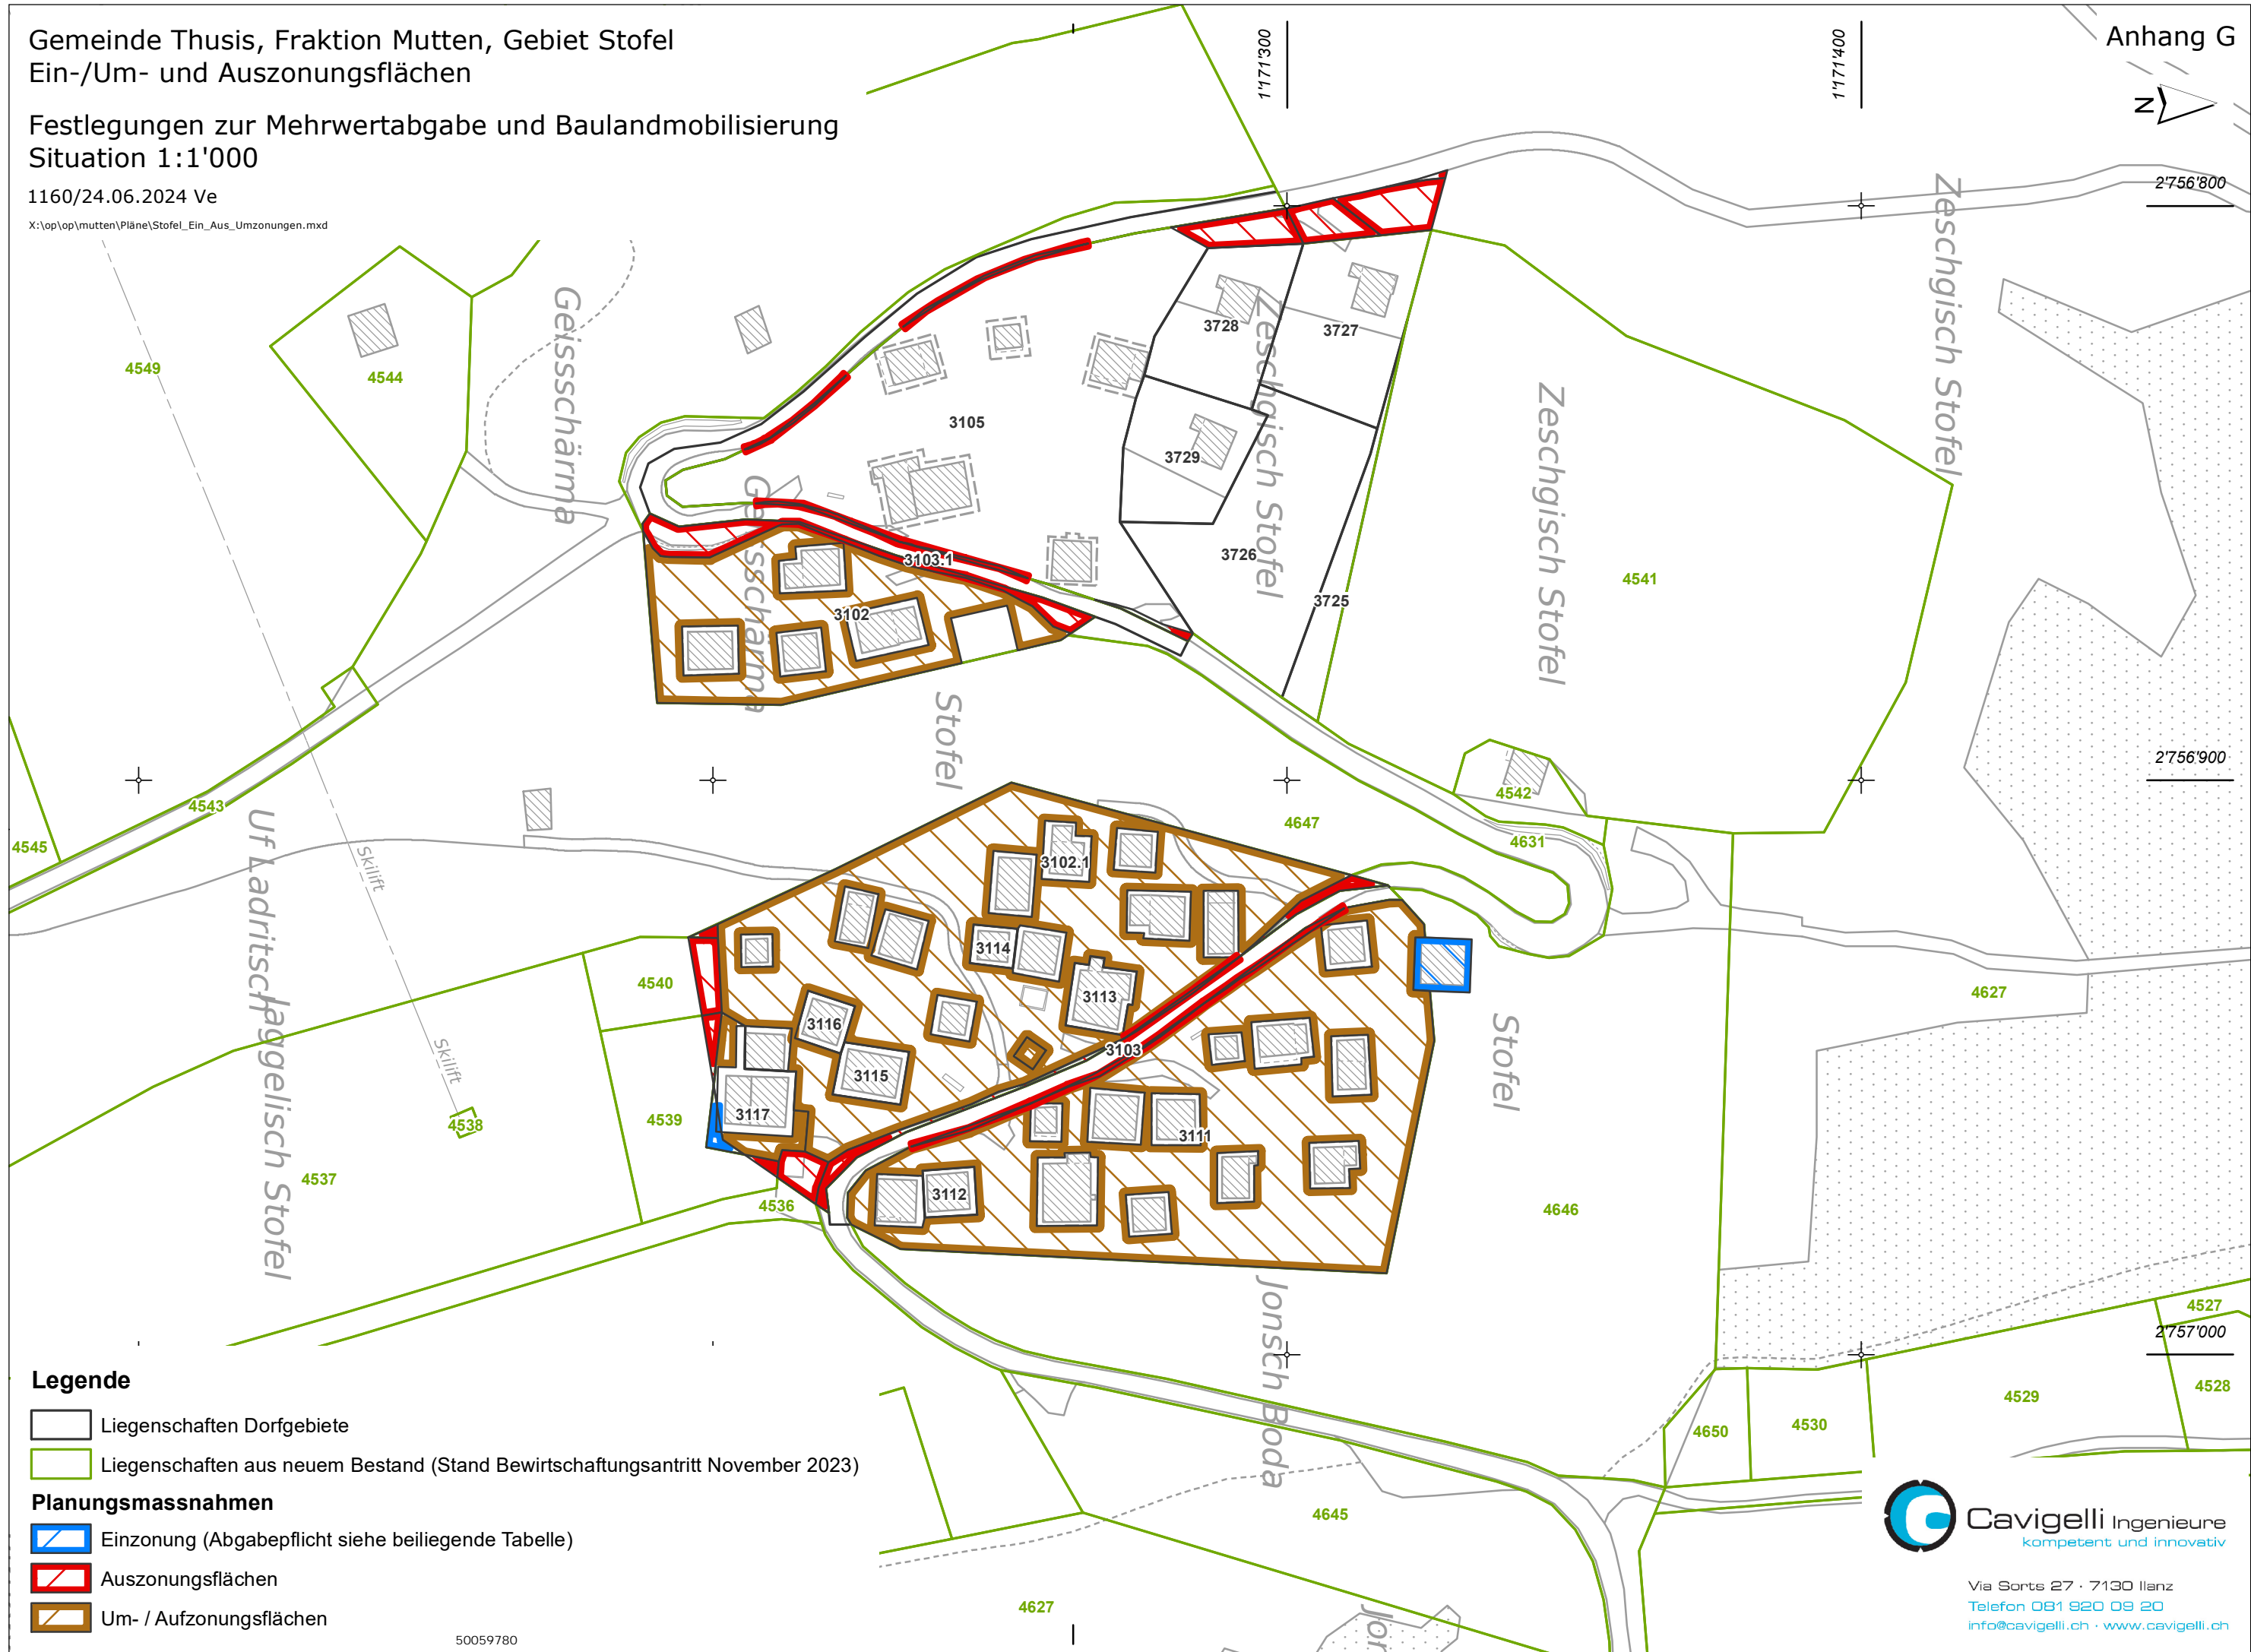 Gemeinde Thusis, Fraktion Mutten, Gebiet Stofel
Ein-/Um- und Auszonungsflächen
Festlegungen zur Mehrwertabgabe und Baulandmobilisierung
Situation 1:1'000
1160/24.06.2024 Ve
X:\op\op\mutten\Pläne\Stofel_Ein_Aus_Umzonungen.mxd
Anhang G
N
1'171'300
1'171'400
2'756'800
2'756'900
2'757'000
4549
4544
Geissschärma
3105
3728
3727
3729
3726
3725
Zeschgisch Stofel
Zeschgisch Stofel
Zeschgisch Stofel
4541
3103.1
3102
Geissschärma
Stofel
4543
4545
Uf Ladritsch
Skilift
4647
4542
4631
3102.1
3114
3113
3116
3115
3103
3117
3111
3112
4540
4539
4538
4537
4536
Skilift
Jaggelisch Stofel
Stofel
4627
4646
Jonsch Boda
4527
4528
4529
4530
4650
4645
4627
Jor
Legende
Liegenschaften Dorfgebiete
Liegenschaften aus neuem Bestand (Stand Bewirtschaftungsantritt November 2023)
Planungsmassnahmen
Einzonung (Abgabepflicht siehe beiliegende Tabelle)
Auszonungsflächen
Um- / Aufzonungsflächen
50059780
Cavigelli Ingenieure
kompetent und innovativ
Via Sorts 27 · 7130 Ilanz
Telefon 081 920 09 20
info@cavigelli.ch · www.cavigelli.ch